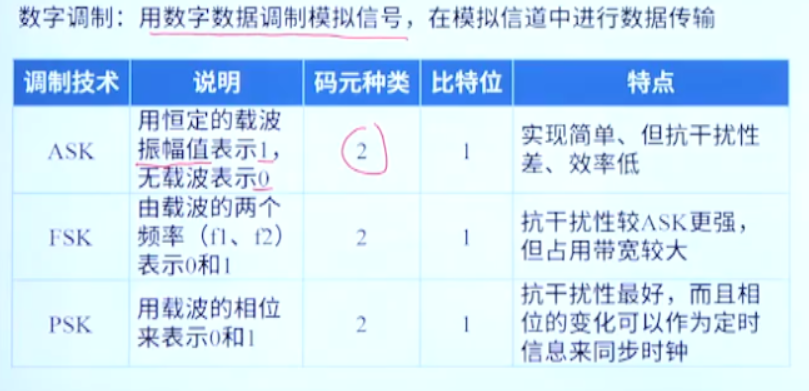 数字调制：用数字数据调制模拟信号，在模拟信道中进行数据传输
调制技术 说明 码元种类 比特位 特点
ASK
用恒定的载波
振幅值表示1，
无载波表示0
2
1
实现简单、但抗干扰性
差、效率低
FSK
由载波的两个
频率（f1、f2）
表示0和1
2
1
抗干扰性较ASK更强，
但占用带宽较大
PSK
用载波的相位
来表示0和1
2
1
抗干扰性最好，而且相
位的变化可以作为定时
信息来同步时钟